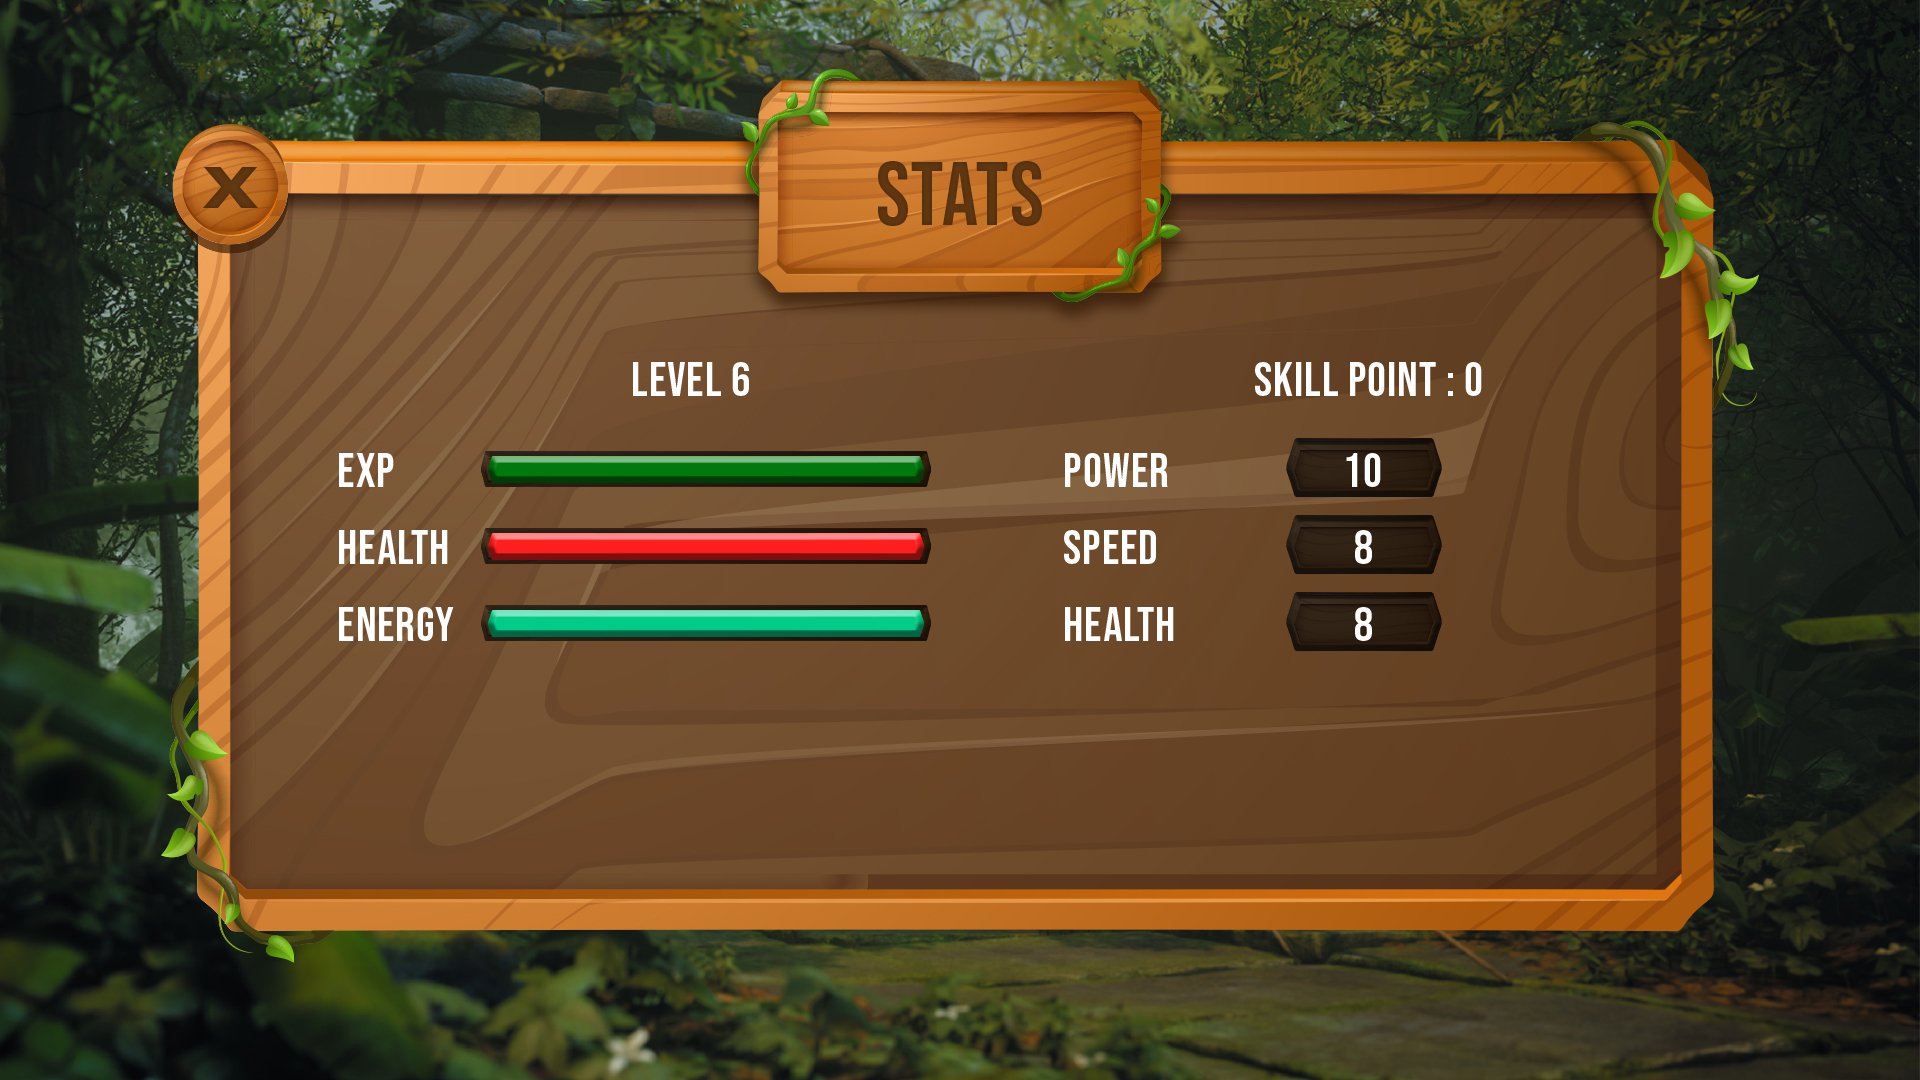 X
STATS
LEVEL 6
SKILL POINT : 0
EXP
HEALTH
ENERGY
POWER 10
SPEED 8
HEALTH 8